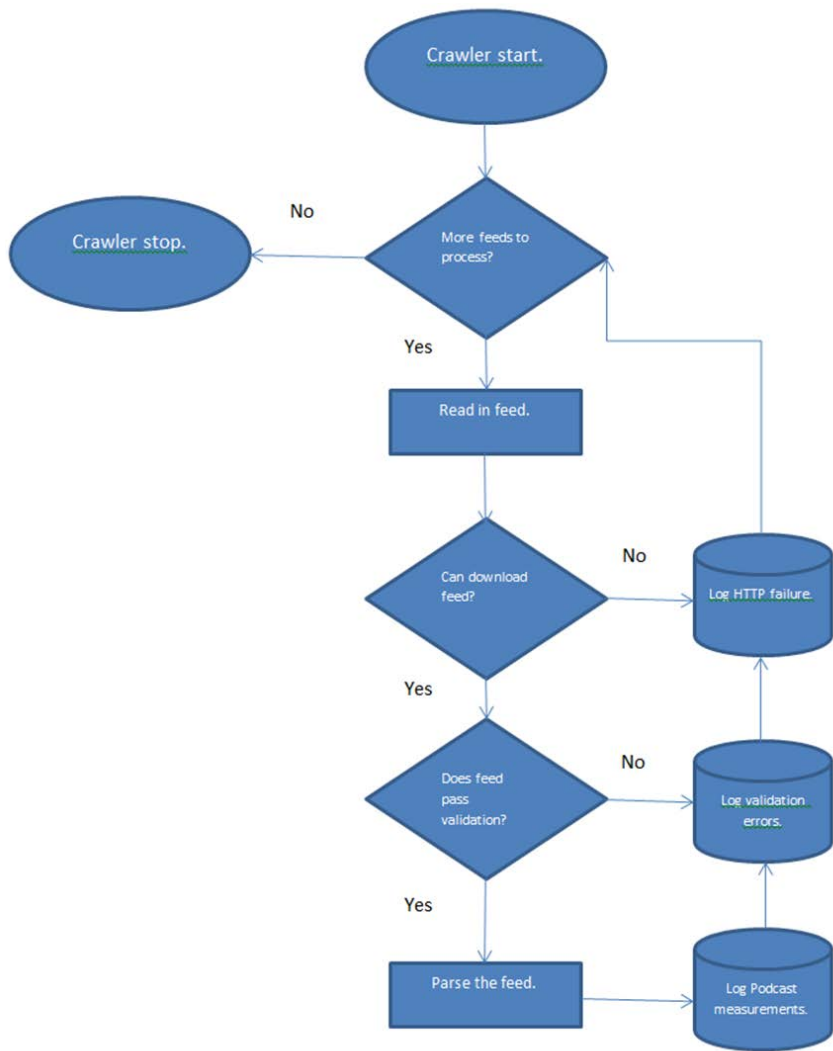 Crawler start.
No
Crawler stop.
More feeds to
process?
Yes
Read in feed.
Can download
feed?
No
Log HTTP failure.
Yes
Does feed
pass
validation?
No
Log validation
errors.
Yes
Parse the feed.
Log Podcast
measurements.